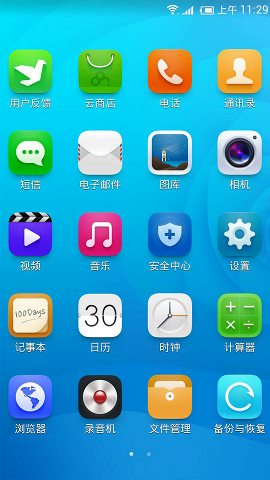 上午 11:29
用户反馈 云商店 电话 通讯录
短信 电子邮件 图库 相机
视频 音乐 安全中心 设置
100Days 30
记事本 日历 时钟 计算器
浏览器 录音机 文件管理 备份与恢复